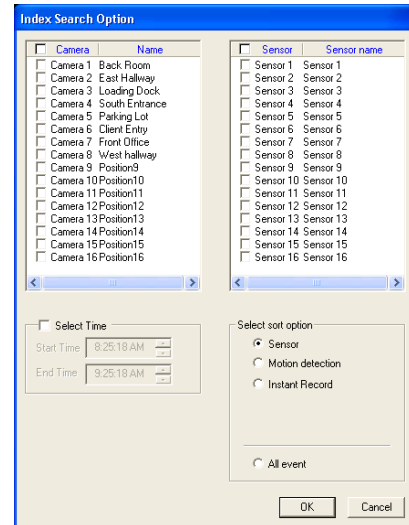 Index Search Option
Camera Name
Camera 1 Back Room
Camera 2 East Hallway
Camera 3 Loading Dock
Camera 4 South Entrance
Camera 5 Parking Lot
Camera 6 Client Entry
Camera 7 Front Office
Camera 8 West hallway
Camera 9 Position9
Camera 10 Position10
Camera 11 Position11
Camera 12 Position12
Camera 13 Position13
Camera 14 Position14
Camera 15 Position15
Camera 16 Position16
Sensor Sensor name
Sensor 1 Sensor 1
Sensor 2 Sensor 2
Sensor 3 Sensor 3
Sensor 4 Sensor 4
Sensor 5 Sensor 5
Sensor 6 Sensor 6
Sensor 7 Sensor 7
Sensor 8 Sensor 8
Sensor 9 Sensor 9
Sensor 10 Sensor 10
Sensor 11 Sensor 11
Sensor 12 Sensor 12
Sensor 13 Sensor 13
Sensor 14 Sensor 14
Sensor 15 Sensor 15
Sensor 16 Sensor 16
Select Time
Start Time 8:25:18 AM
End Time 9:25:18 AM
Select sort option
Sensor
Motion detection
Instant Record
All event
OK Cancel